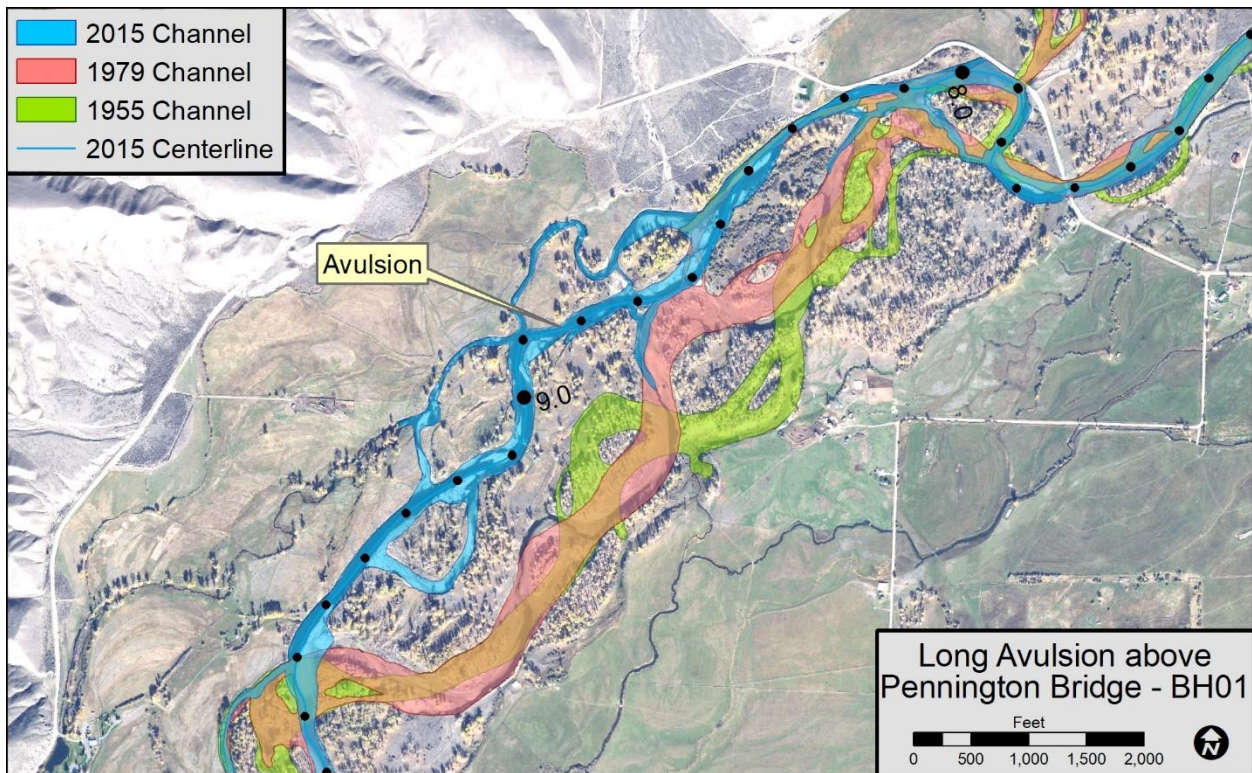 2015 Channel
1979 Channel
1955 Channel
2015 Centerline
8.0
Avulsion
9.0
Long Avulsion above
Pennington Bridge - BH01
Feet
0 500 1,000 1,500 2,000
N